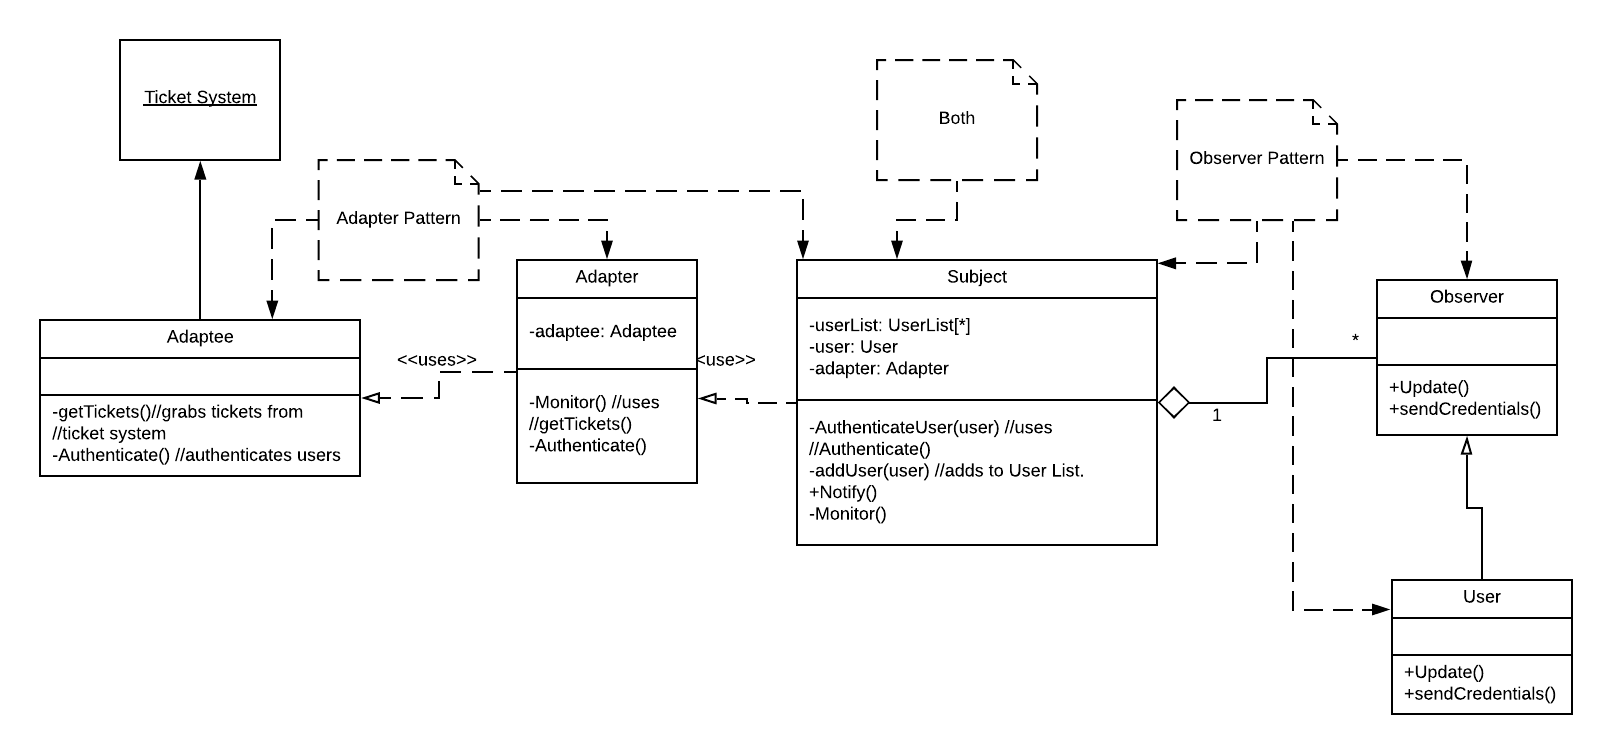 Ticket System
Adapter Pattern
Both
Observer Pattern
Adaptee
-getTickets()//grabs tickets from
//ticket system
-Authenticate() //authenticates users
<<uses>>
Adapter
-adaptee: Adaptee
-Monitor() //uses
//getTickets()
-Authenticate()
<use>>
Subject
-userList: UserList[*]
-user: User
-adapter: Adapter
-AuthenticateUser(user) //uses
//Authenticate()
-addUser(user) //adds to User List.
+Notify()
-Monitor()
1
*
Observer
+Update()
+sendCredentials()
User
+Update()
+sendCredentials()